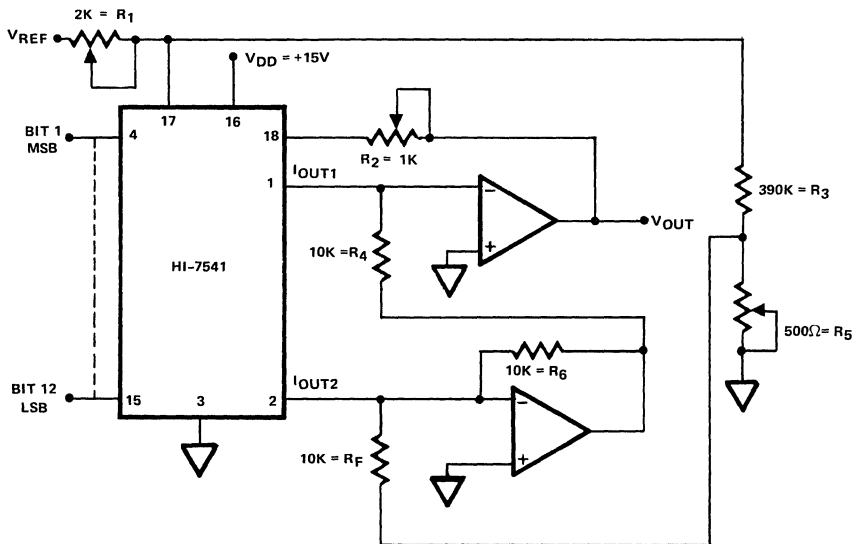 2K = R1
VREF
VDD = +15V
17
16
BIT 1
MSB
4
18
R2 = 1K
1
IOUT1
−
+
VOUT
390K = R3
HI-7541
10K =R4
500Ω= R5
10K = R6
BIT 12
LSB
15
3
2
IOUT2
−
+
10K = RF